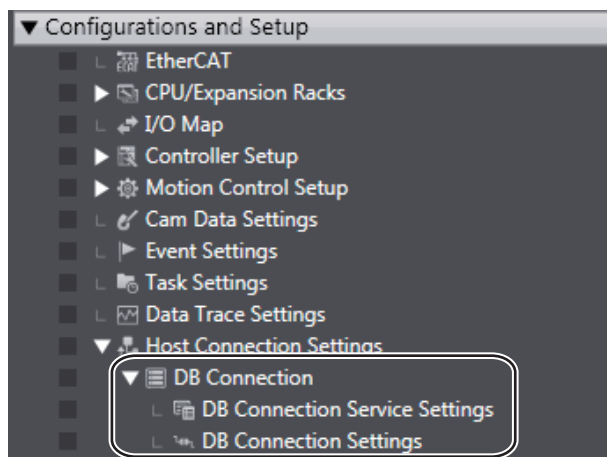 Configurations and Setup
EtherCAT
CPU/Expansion Racks
I/O Map
Controller Setup
Motion Control Setup
Cam Data Settings
Event Settings
Task Settings
Data Trace Settings
Host Connection Settings
DB Connection
DB Connection Service Settings
DB Connection Settings